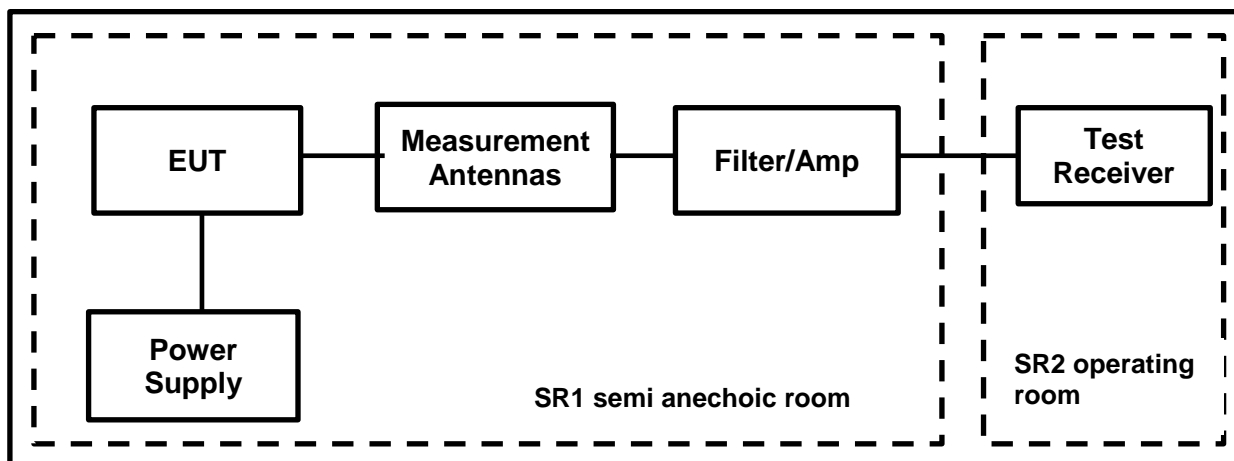 EUT
Measurement
Antennas
Filter/Amp
Test
Receiver
Power
Supply
SR1 semi anechoic room
SR2 operating
room